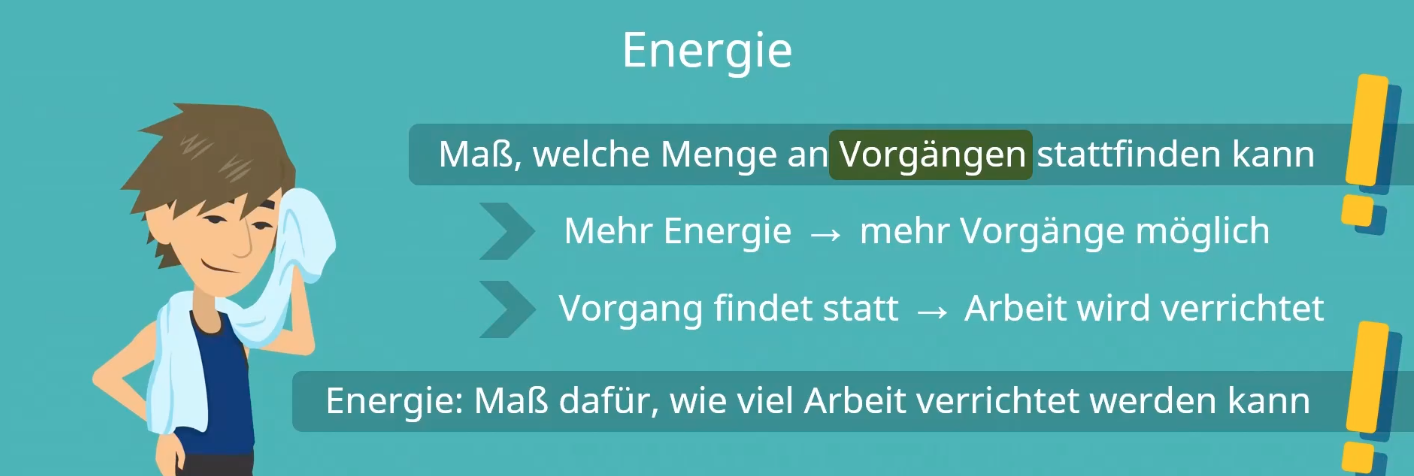 Energie
Maß, welche Menge an Vorgängen stattfinden kann
Mehr Energie → mehr Vorgänge möglich
Vorgang findet statt → Arbeit wird verrichtet
Energie: Maß dafür, wie viel Arbeit verrichtet werden kann